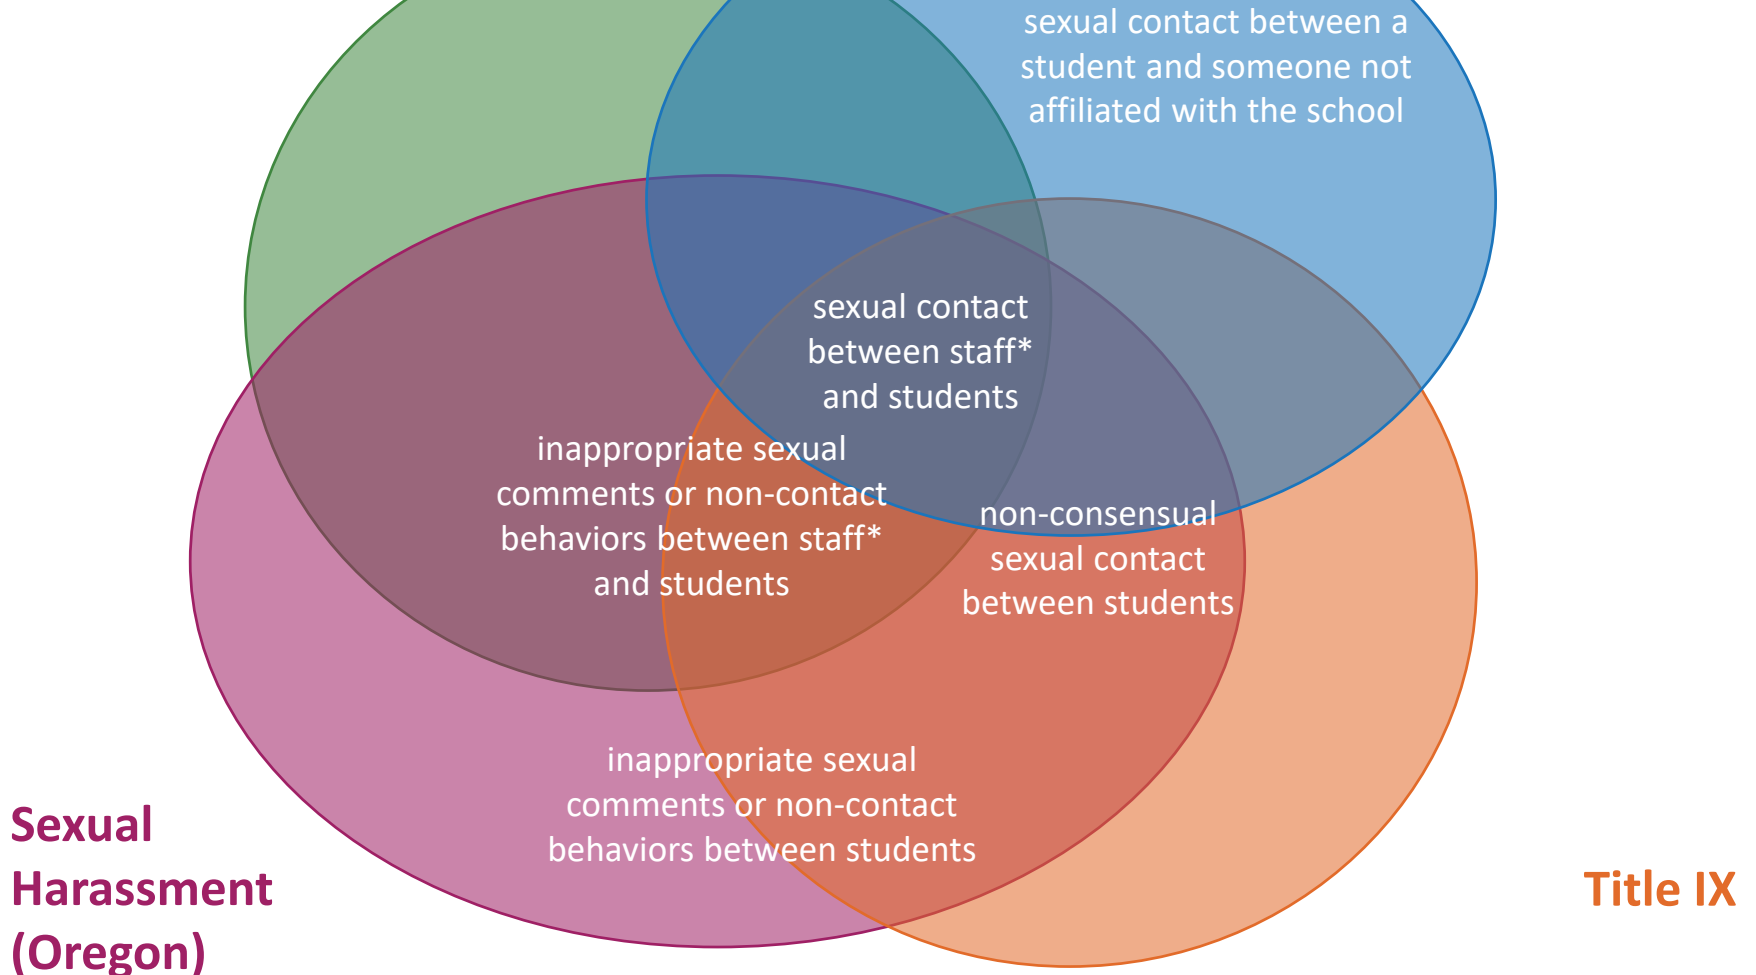 sexual contact between a
student and someone not
affiliated with the school
sexual contact
between staff*
and students
inappropriate sexual
comments or non-contact
behaviors between staff*
and students
non-consensual
sexual contact
between students
inappropriate sexual
comments or non-contact
behaviors between students
Sexual
Harassment
(Oregon)
Title IX